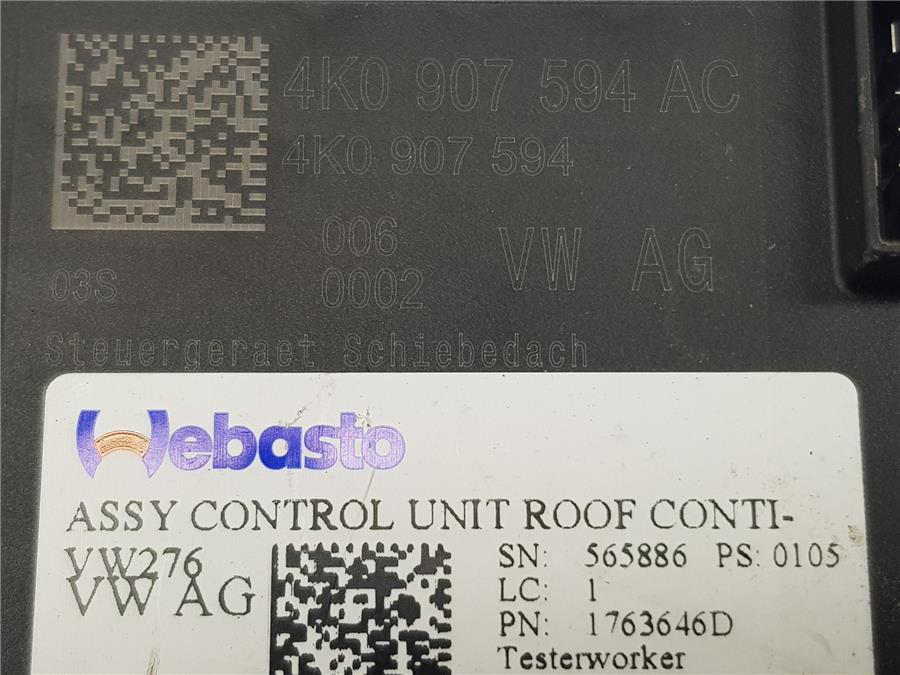 4K0 907 594 AC
4K0 907 594
006
0002
VW AG
03S
Steuergeraet Schiebedach
Webasto
ASSY CONTROL UNIT ROOF CONTI-
VW276
VW AG
SN: 565886 PS: 0105
LC: 1
PN: 1763646D
Testerworker